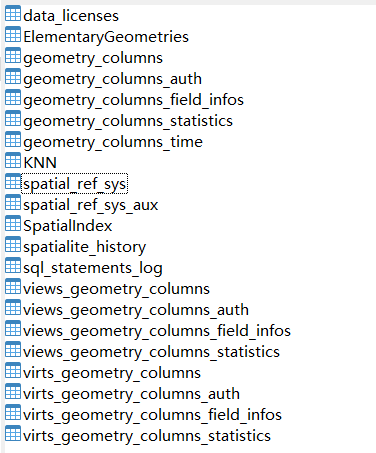 data_licenses
ElementaryGeometries
geometry_columns
geometry_columns_auth
geometry_columns_field_infos
geometry_columns_statistics
geometry_columns_time
KNN
spatial_ref_sys
spatial_ref_sys_aux
SpatialIndex
spatialite_history
sql_statements_log
views_geometry_columns
views_geometry_columns_auth
views_geometry_columns_field_infos
views_geometry_columns_statistics
virts_geometry_columns
virts_geometry_columns_auth
virts_geometry_columns_field_infos
virts_geometry_columns_statistics